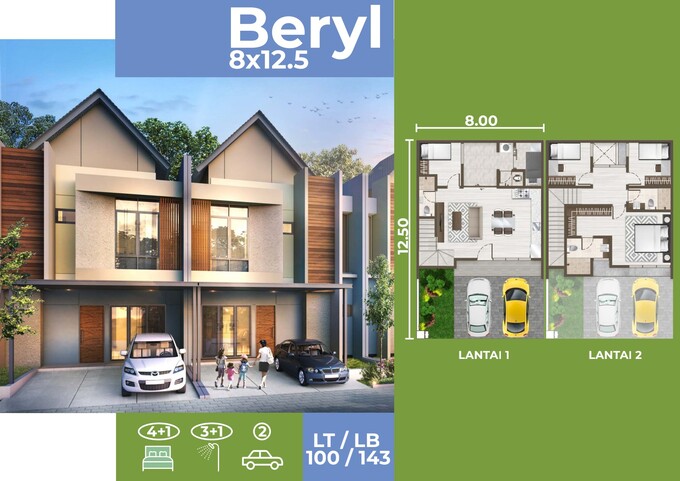 Beryl
8x12.5
8.00
12.50
LANTAI 1
LANTAI 2
4+1
3+1
2
LT / LB
100 / 143